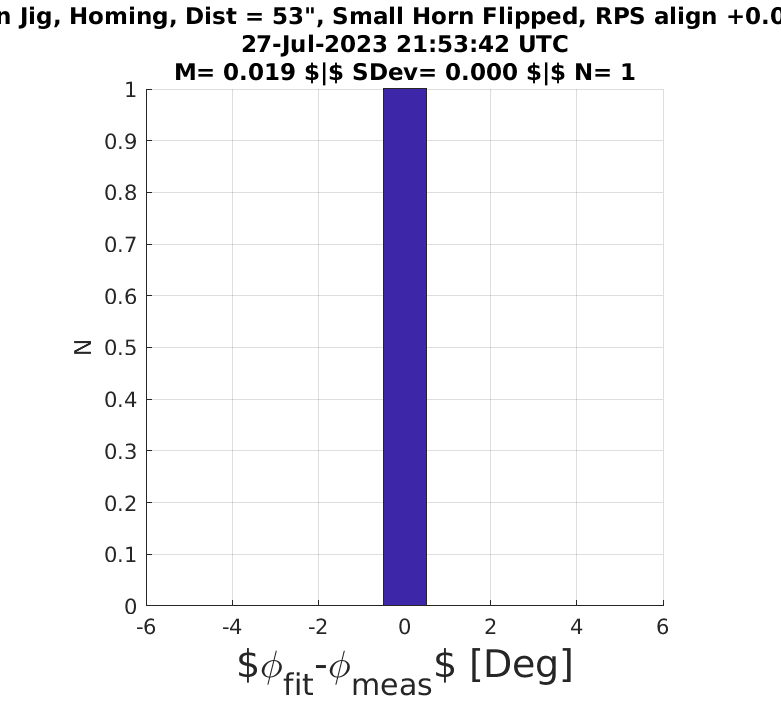 n Jig, Homing, Dist = 53", Small Horn Flipped, RPS align +0.0
27-Jul-2023 21:53:42 UTC
M= 0.019 $|$ SDev= 0.000 $|$ N= 1
1
0.9
0.8
0.7
0.6
0.5
0.4
0.3
0.2
0.1
0
N
-6 -4 -2 0 2 4 6
$ϕfit-ϕmeas$ [Deg]